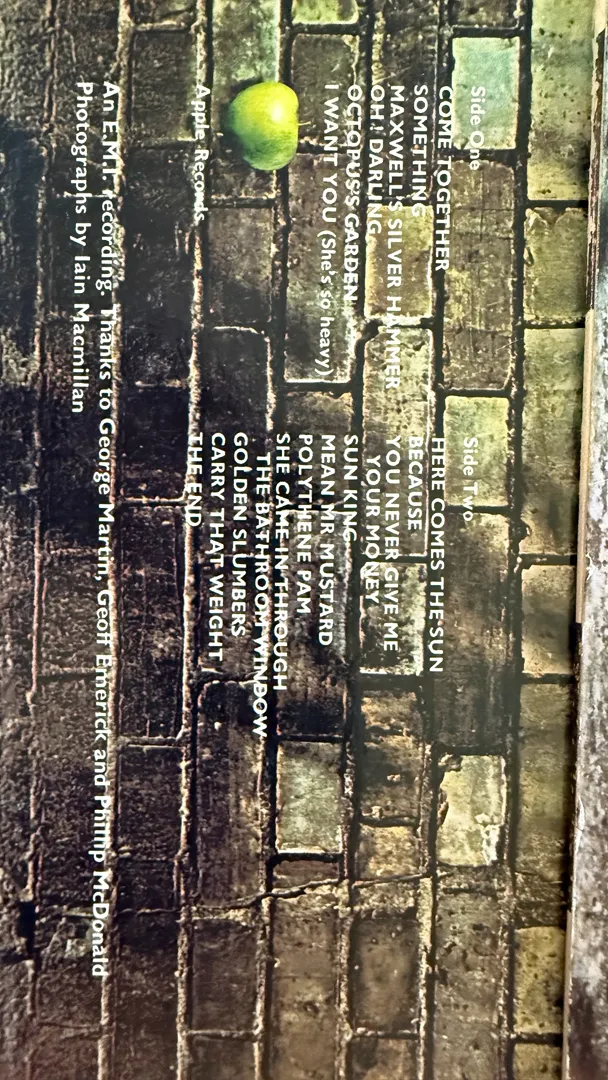 Side One
COME TOGETHER
SOMETHING
MAXWELL'S SILVER HAMMER
OH! DARLING
OCTOPUS'S GARDEN
I WANT YOU (She's so heavy)
Side Two
HERE COMES THE SUN
BECAUSE
YOU NEVER GIVE ME
YOUR MONEY
SUN KING
MEAN MR MUSTARD
POLYTHENE PAM
SHE CAME IN THROUGH
THE BATHROOM WINDOW
GOLDEN SLUMBERS
CARRY THAT WEIGHT
THE END
Apple Records
An E.M.I. recording. Thanks to George Martin, Geoff Emerick and Philip McDonald
Photographs by Iain Macmillan